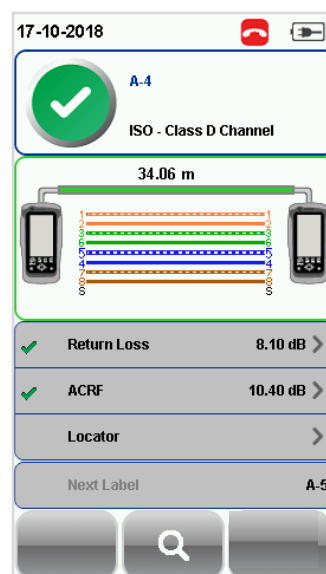 17-10-2018
A-4
ISO - Class D Channel
34.06 m
1 1
2 2
3 3
6 6
5 5
4 4
7 7
8 8
S S
Return Loss 8.10 dB
ACRF 10.40 dB
Locator
Next Label A-5